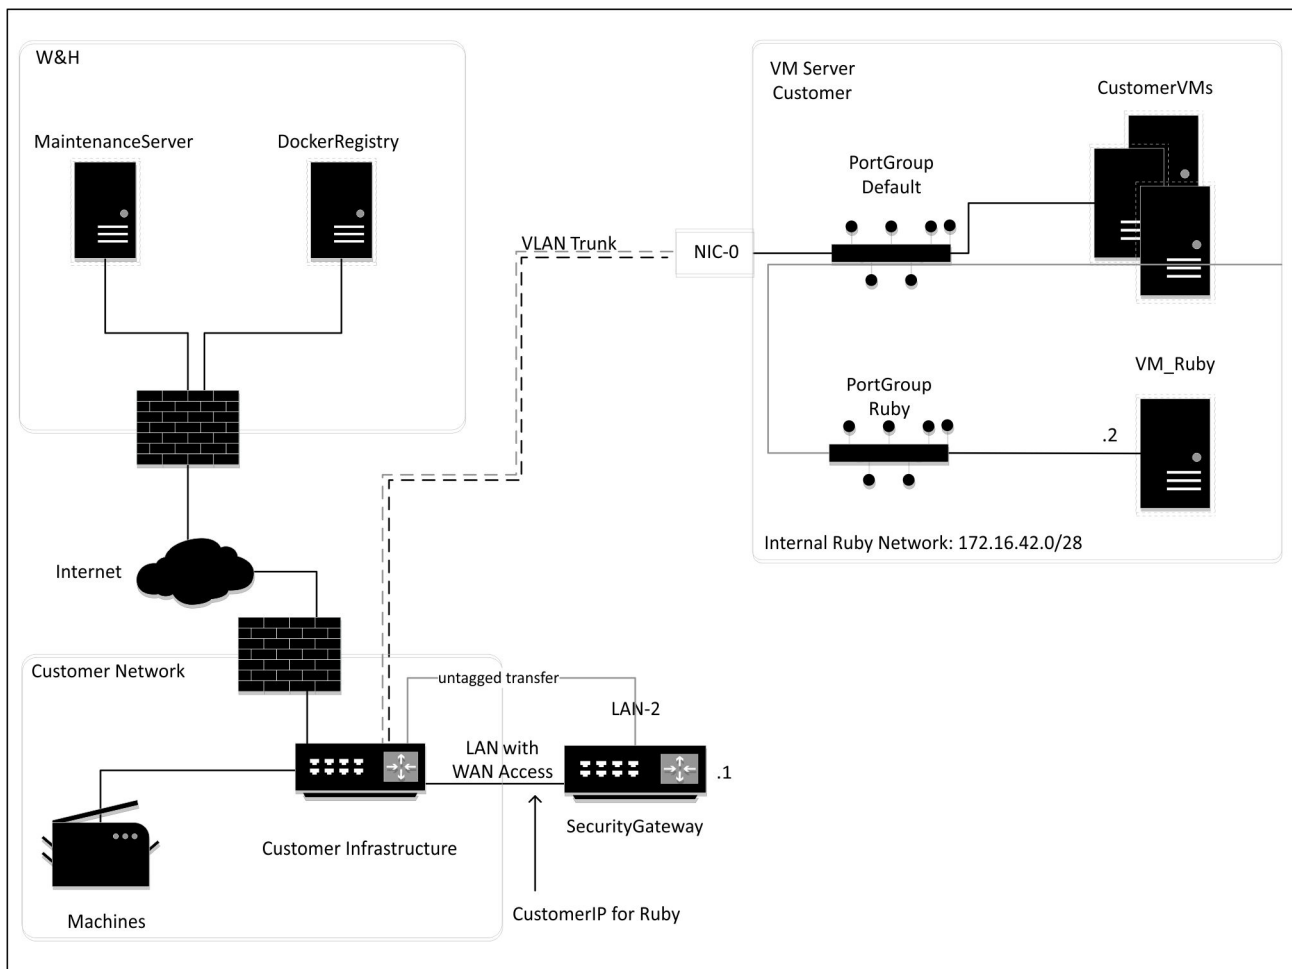 W&H
MaintenanceServer
DockerRegistry
VM Server
Customer
CustomerVMs
PortGroup
Default
VLAN Trunk
NIC-0
VM_Ruby
PortGroup
Ruby
.2
Internal Ruby Network: 172.16.42.0/28
Internet
Customer Network
untagged transfer
LAN-2
LAN with
WAN Access
.1
SecurityGateway
Customer Infrastructure
CustomerIP for Ruby
Machines